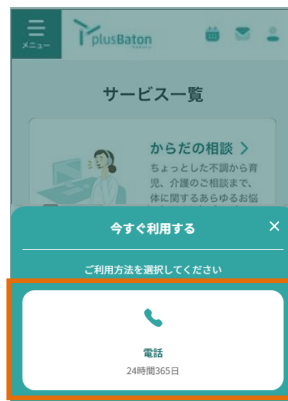 メニュー
plusBaton
サービス一覧
からだの相談
ちょっとした不調から育
児、介護のご相談まで、
体に関するあらゆるお悩
今すぐ利用する
ご利用方法を選択してください
電話
24時間365日